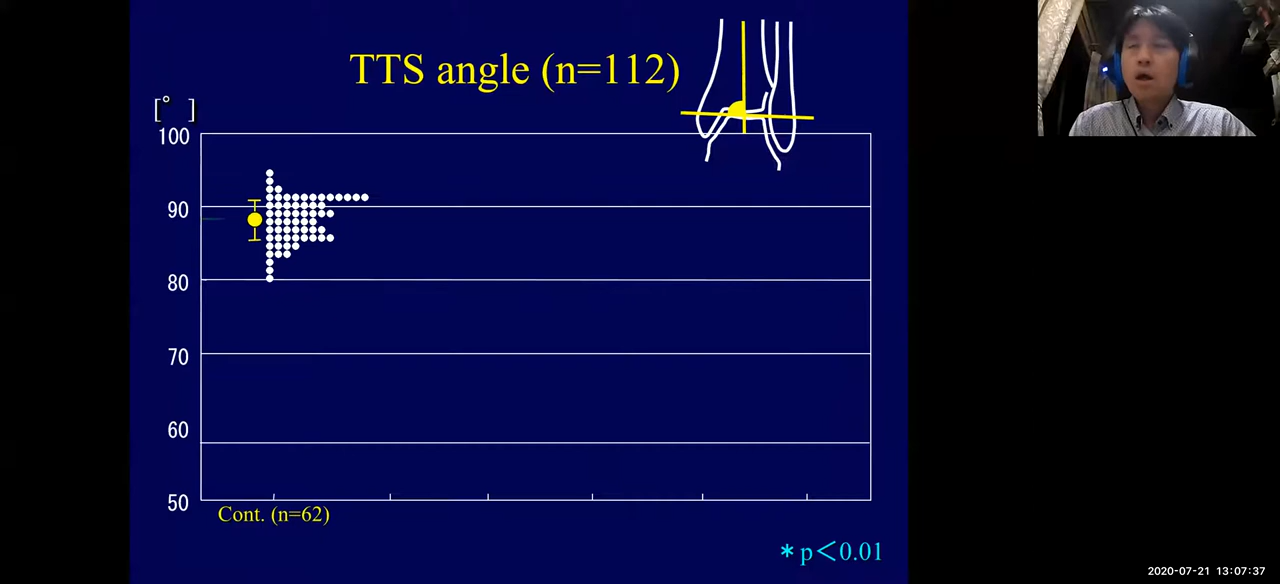 TTS angle (n=112)
[° ]
100
90
80
70
60
50
Cont. (n=62)
* p＜0.01
2020-07-21 13:07:37